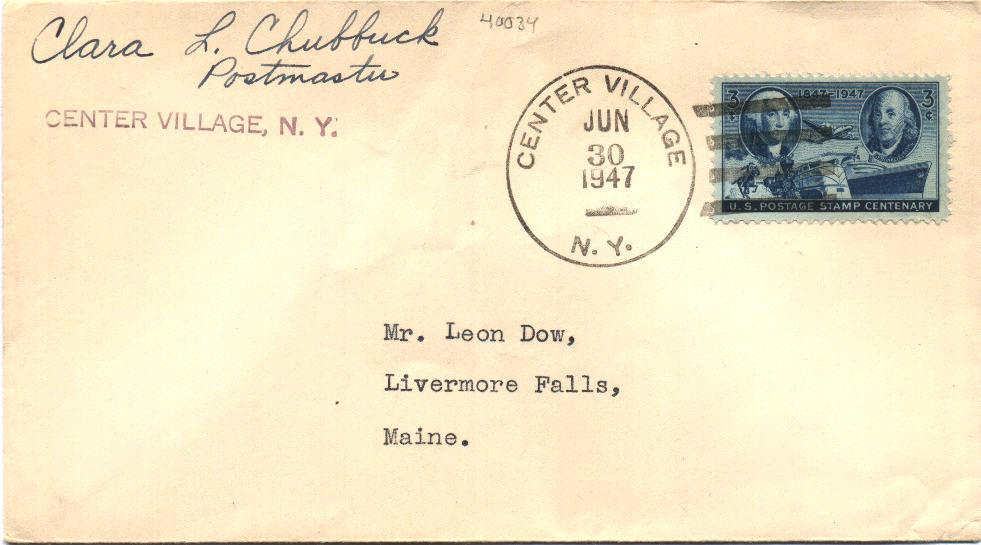 Clara L. Chubbuck
Postmaster
CENTER VILLAGE, N. Y.
40034
CENTER VILLAGE
JUN
30
1947
N. Y.
3¢ 1847-1947 3¢
U.S. POSTAGE STAMP CENTENARY
Mr. Leon Dow,
Livermore Falls,
Maine.